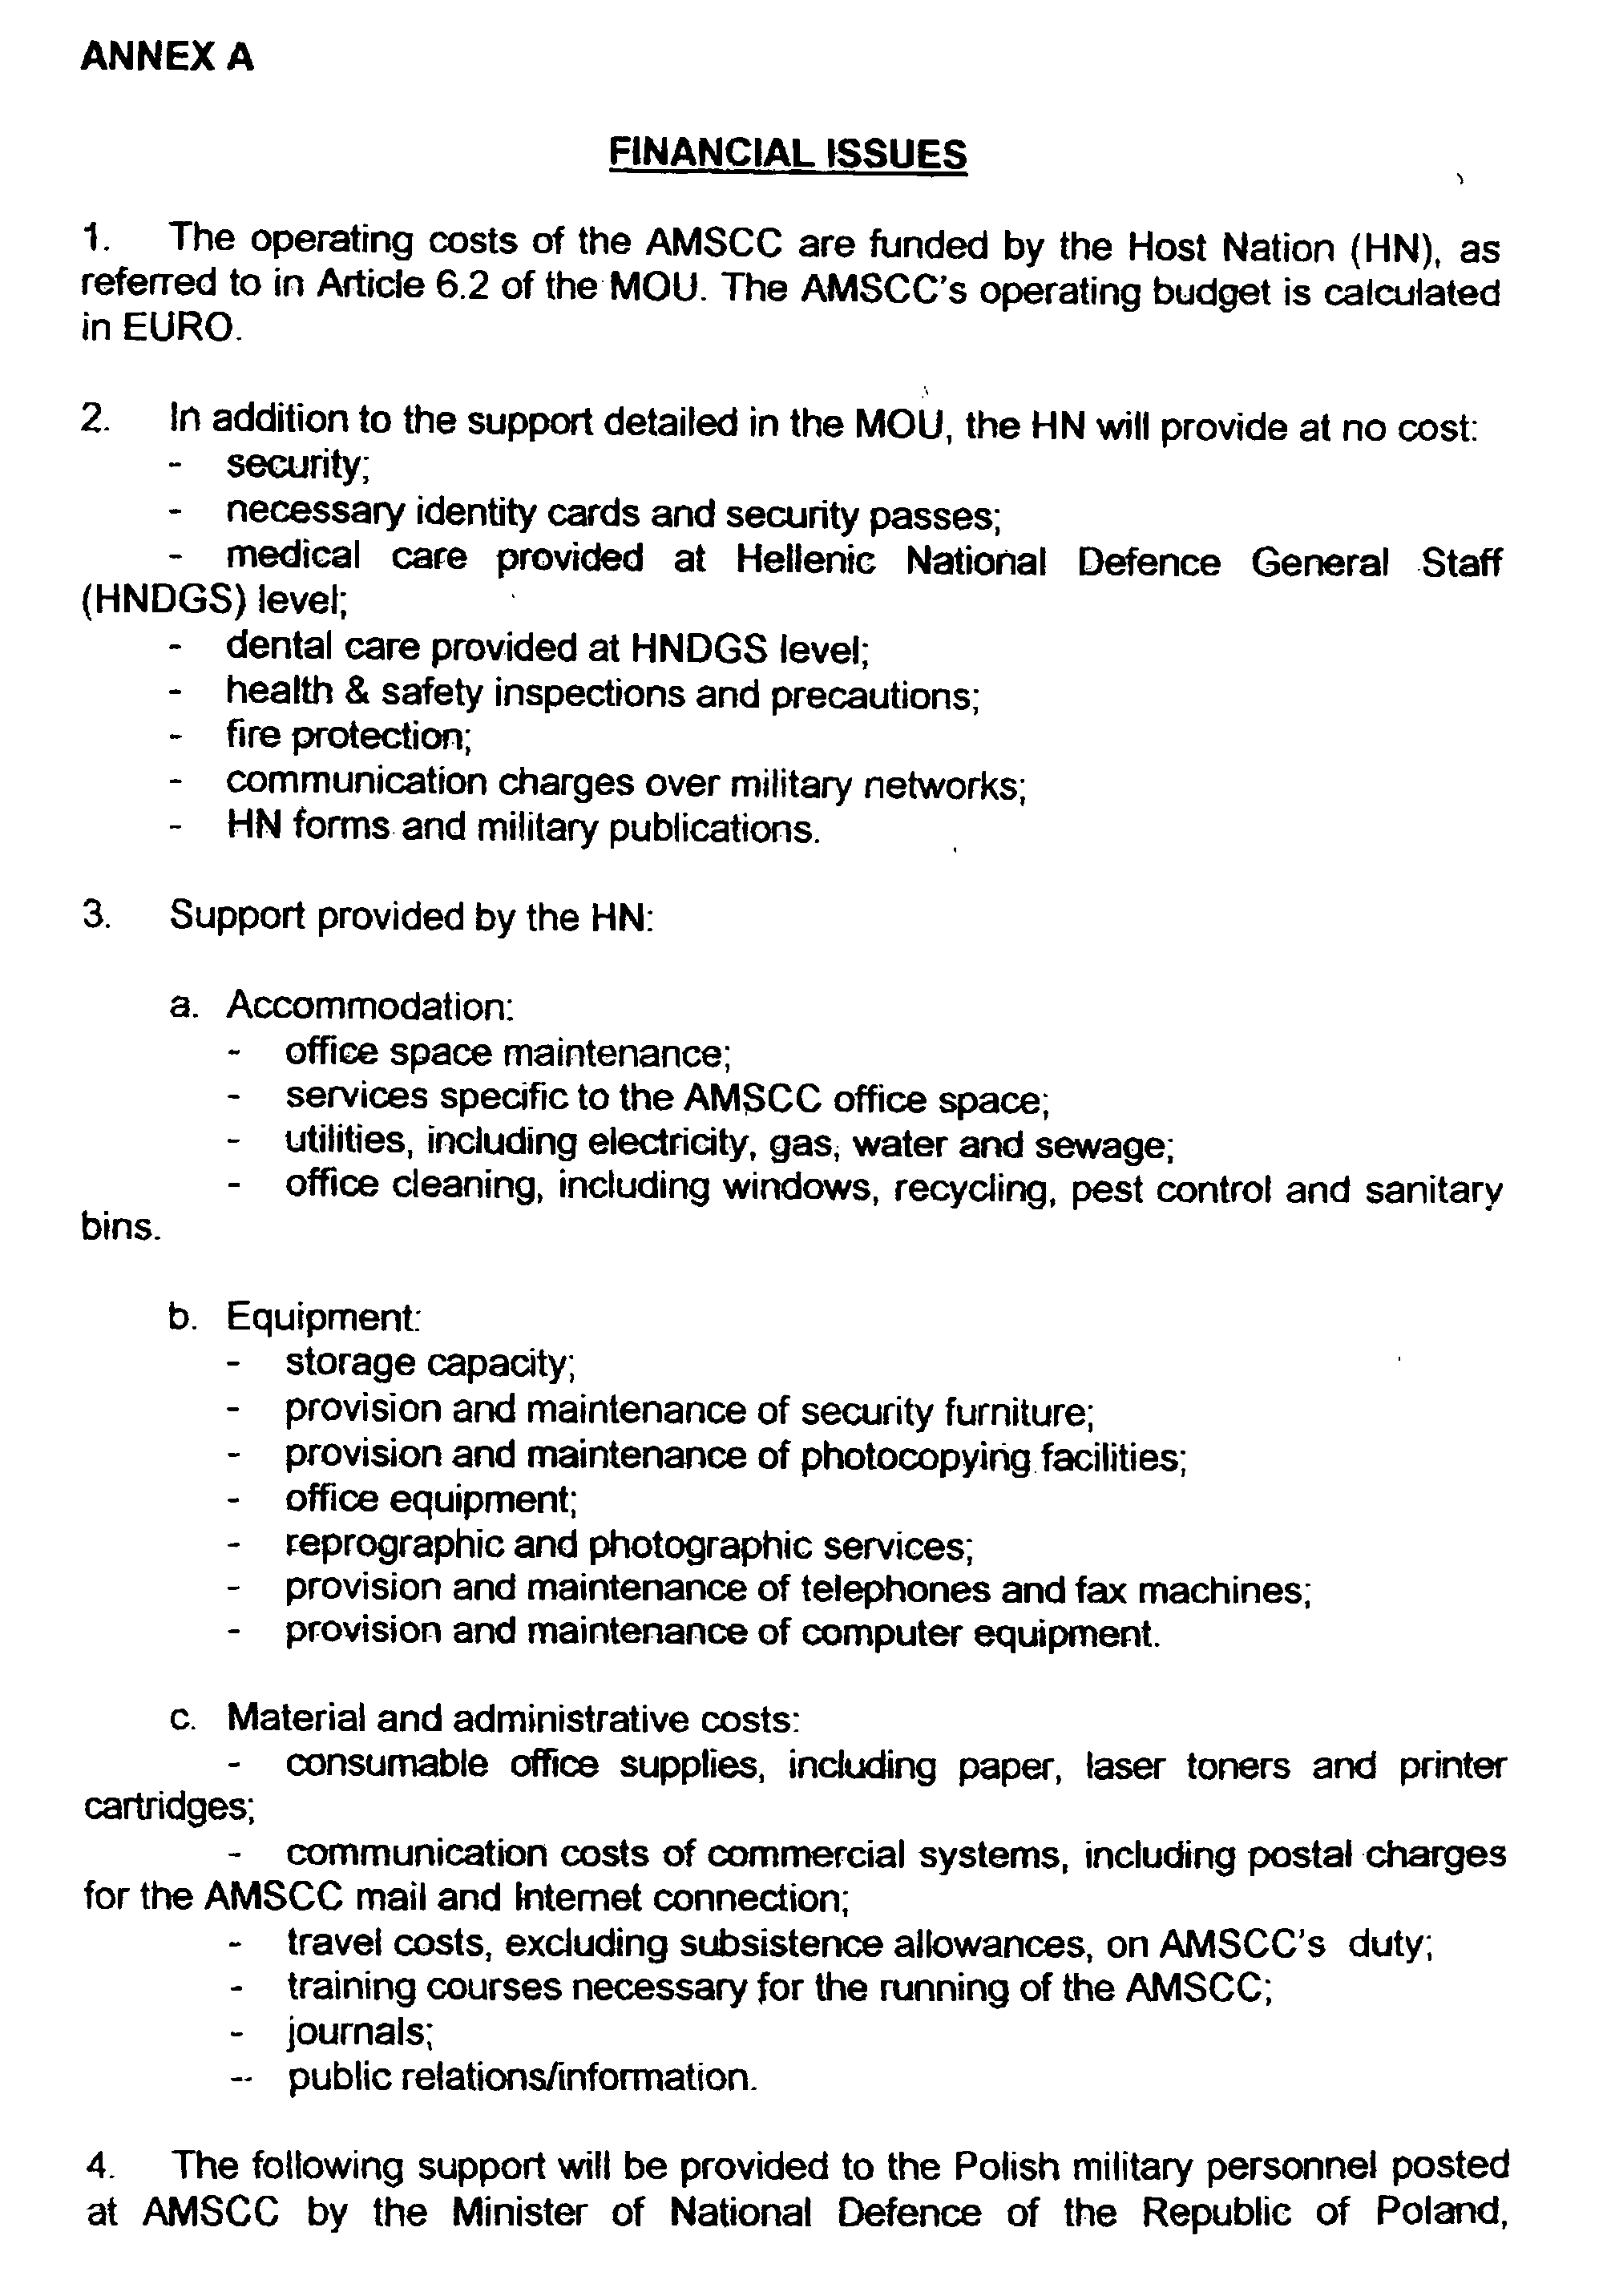 ANNEX A
FINANCIAL ISSUES
1. The operating costs of the AMSCC are funded by the Host Nation (HN), as
referred to in Article 6.2 of the MOU. The AMSCC's operating budget is calculated
in EURO.
2. In addition to the support detailed in the MOU, the HN will provide at no cost:
- security;
- necessary identity cards and security passes;
- medical care provided at Hellenic National Defence General Staff
(HNDGS) level;
- dental care provided at HNDGS level;
- health & safety inspections and precautions;
- fire protection;
- communication charges over military networks;
- HN forms and military publications.
3. Support provided by the HN:
a. Accommodation:
- office space maintenance;
- services specific to the AMSCC office space;
- utilities, including electricity, gas, water and sewage;
- office cleaning, including windows, recycling, pest control and sanitary
bins.
b. Equipment:
- storage capacity;
- provision and maintenance of security furniture;
- provision and maintenance of photocopying facilities;
- office equipment;
- reprographic and photographic services;
- provision and maintenance of telephones and fax machines;
- provision and maintenance of computer equipment.
c. Material and administrative costs:
- consumable office supplies, including paper, laser toners and printer
cartridges;
- communication costs of commercial systems, including postal charges
for the AMSCC mail and Internet connection;
- travel costs, excluding subsistence allowances, on AMSCC's duty;
- training courses necessary for the running of the AMSCC;
- journals;
-- public relations/information.
4. The following support will be provided to the Polish military personnel posted
at AMSCC by the Minister of National Defence of the Republic of Poland,